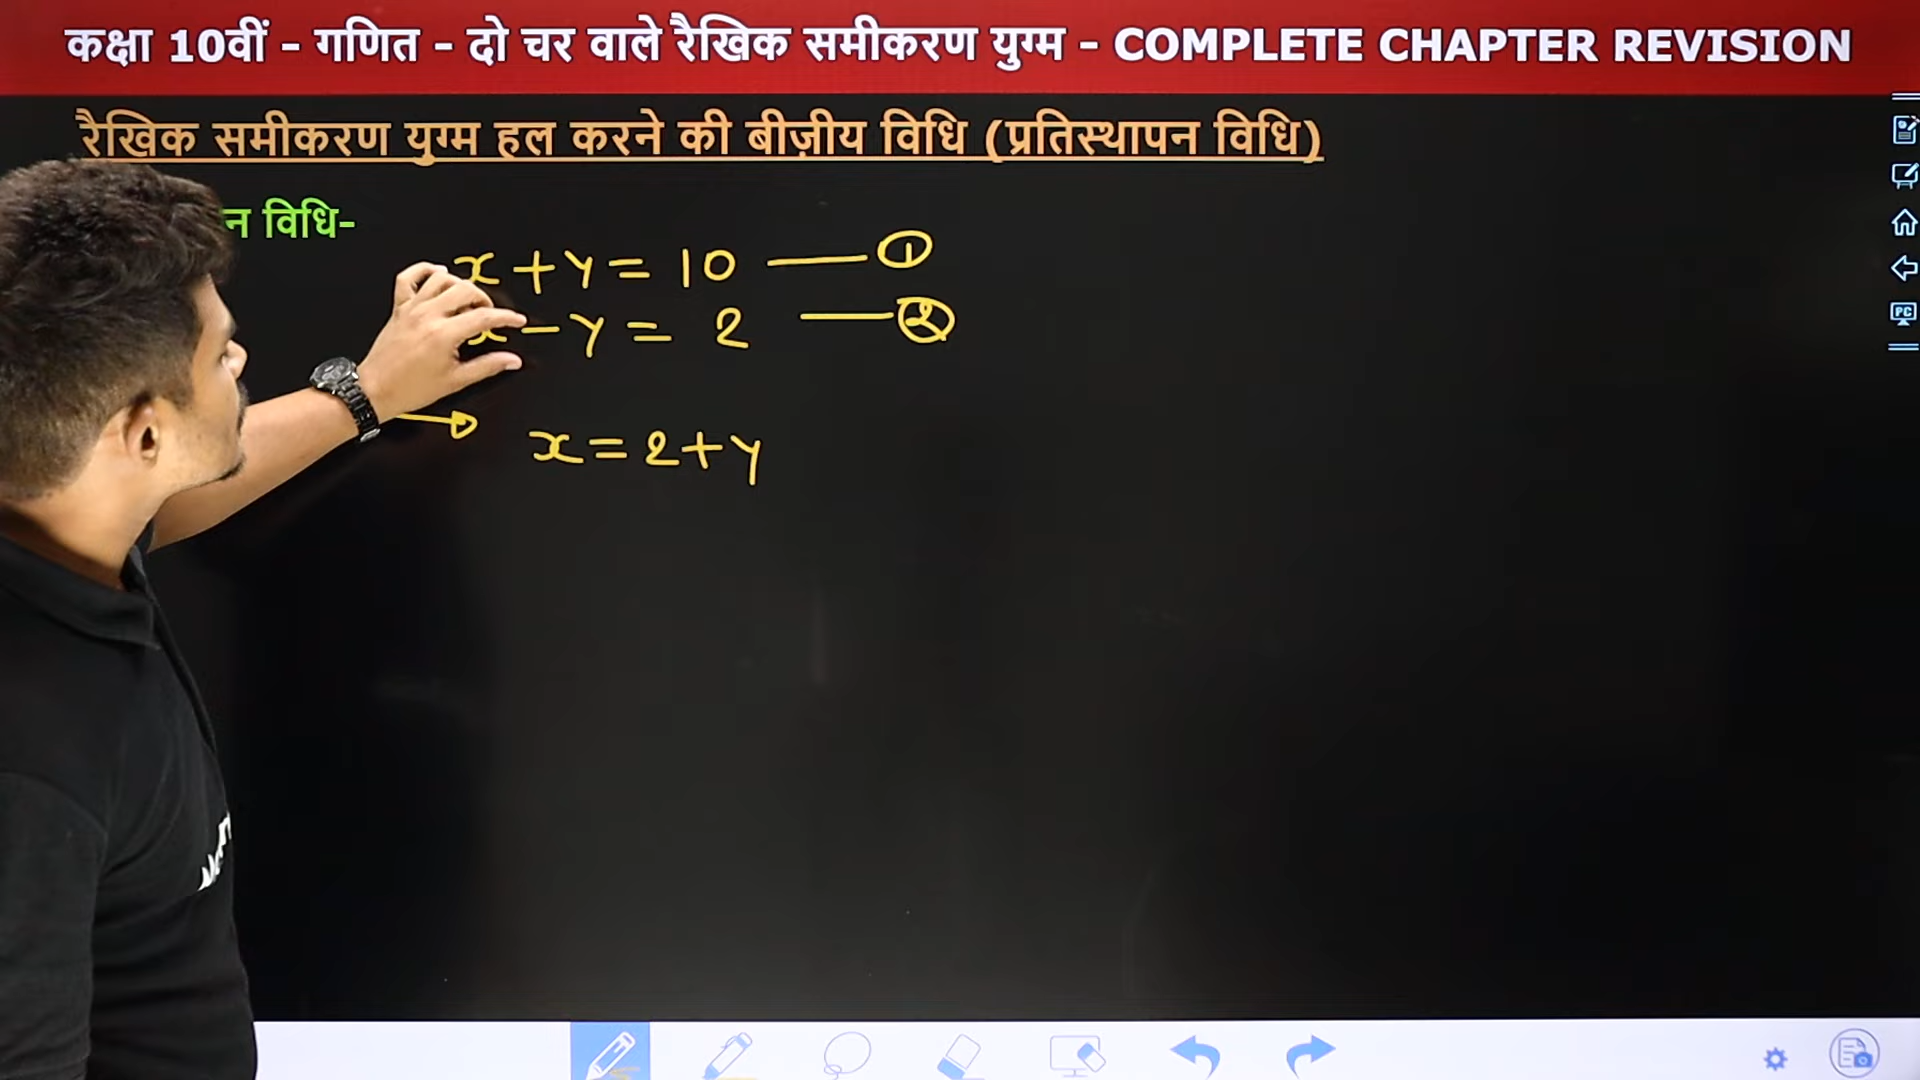 कक्षा 10वीं - गणित - दो चर वाले रैखिक समीकरण युग्म - COMPLETE CHAPTER REVISION
रैखिक समीकरण युग्म हल करने की बीज़ीय विधि (प्रतिस्थापन विधि)
विधि-
x + y = 10 —— ①
x - y = 2 —— ②
x = 2 + y
PC